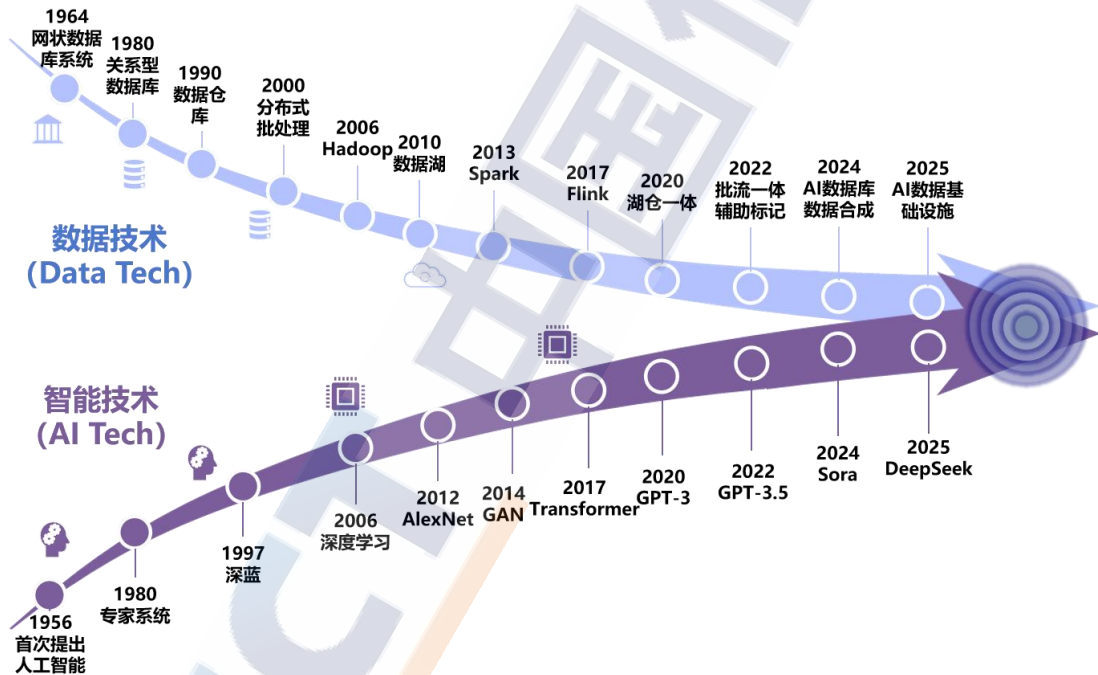 1964
网状数据
库系统
1980
关系型
数据库
1990
数据仓
库
2000
分布式
批处理
2006
Hadoop
2010
数据湖
2013
Spark
2017
Flink
2020
湖仓一体
2022
批流一体
辅助标记
2024
AI数据库
数据合成
2025
AI数据基
础设施
数据技术
(Data Tech)
智能技术
(AI Tech)
1956
首次提出
人工智能
1980
专家系统
1997
深蓝
2006
深度学习
2012
AlexNet
2014
GAN
2017
Transformer
2020
GPT-3
2022
GPT-3.5
2024
Sora
2025
DeepSeek